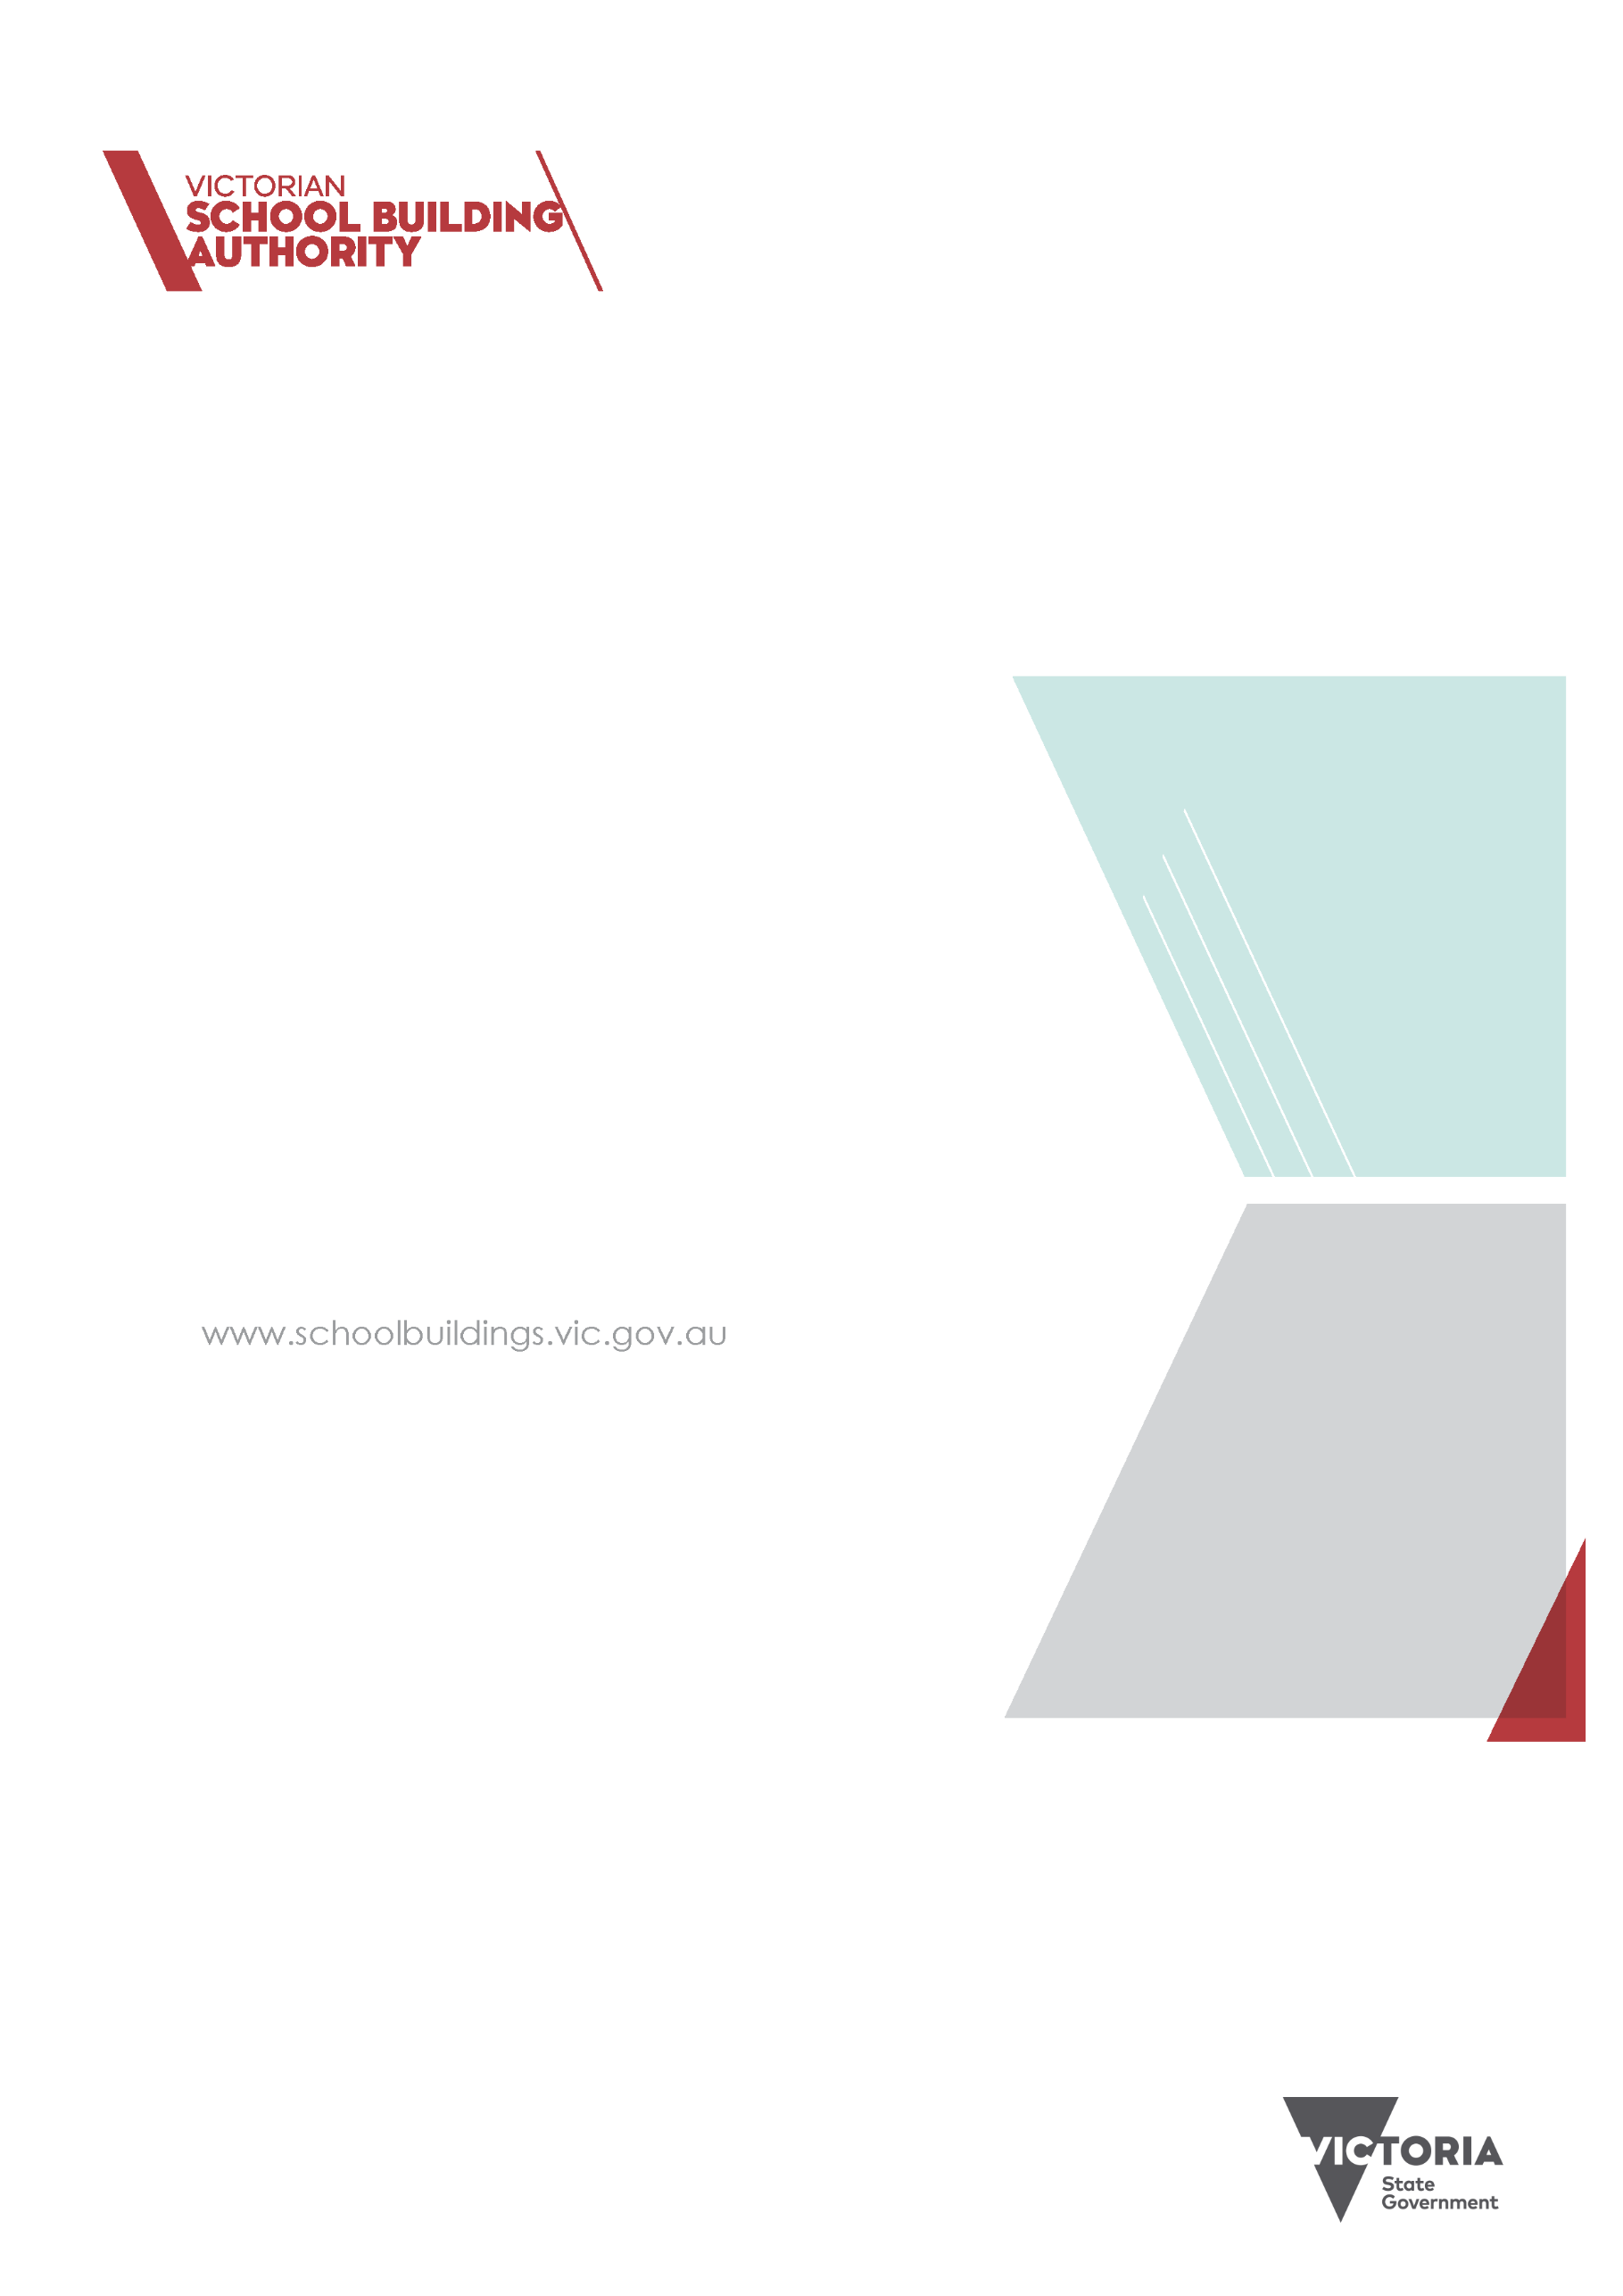 VICTORIAN
SCHOOL BUILDING
AUTHORITY
www.schoolbuildings.vic.gov.au
VICTORIA
State
Government